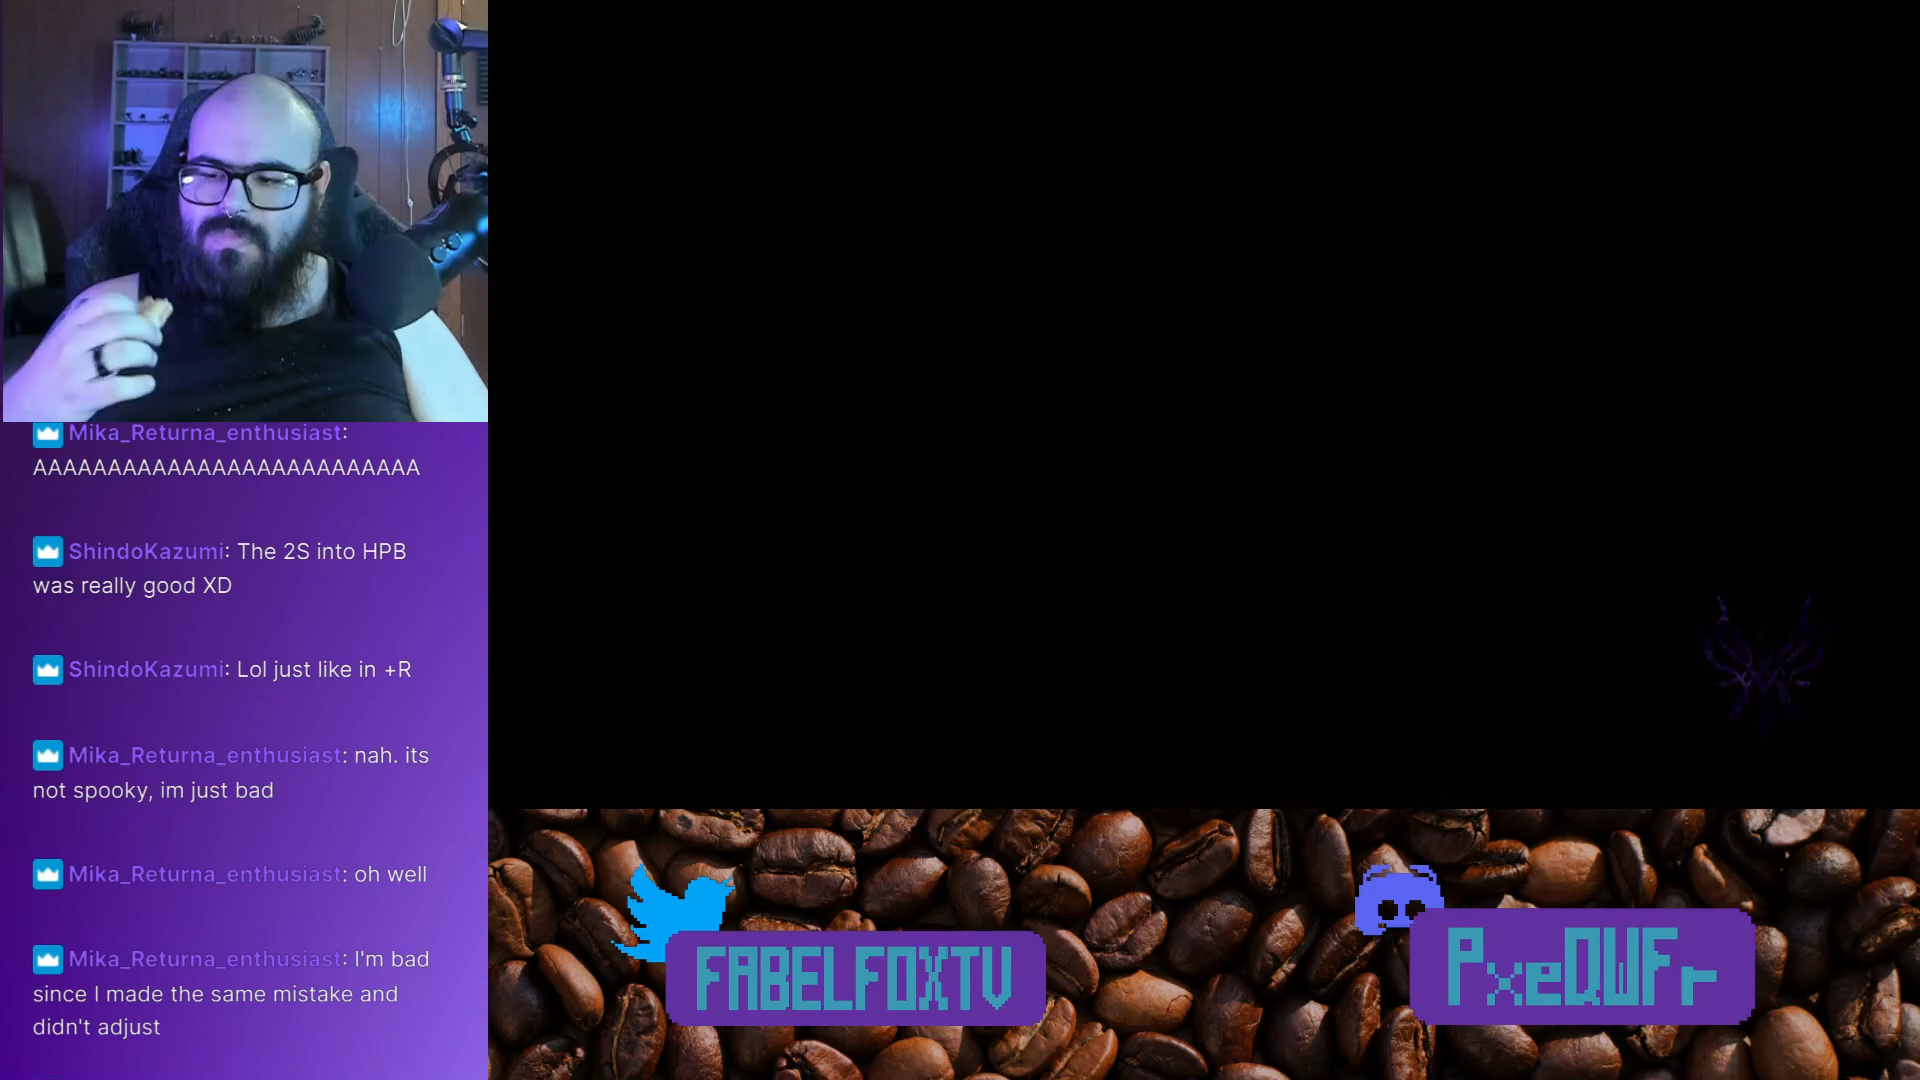 Mika_Returna_enthusiast:
AAAAAAAAAAAAAAAAAAAAAAAAAA
ShindoKazumi: The 2S into HPB
was really good XD
ShindoKazumi: Lol just like in +R
Mika_Returna_enthusiast: nah. its
not spooky, im just bad
Mika_Returna_enthusiast: oh well
Mika_Returna_enthusiast: I'm bad
since I made the same mistake and
didn't adjust
FABELFOXTV
PxeQWFr